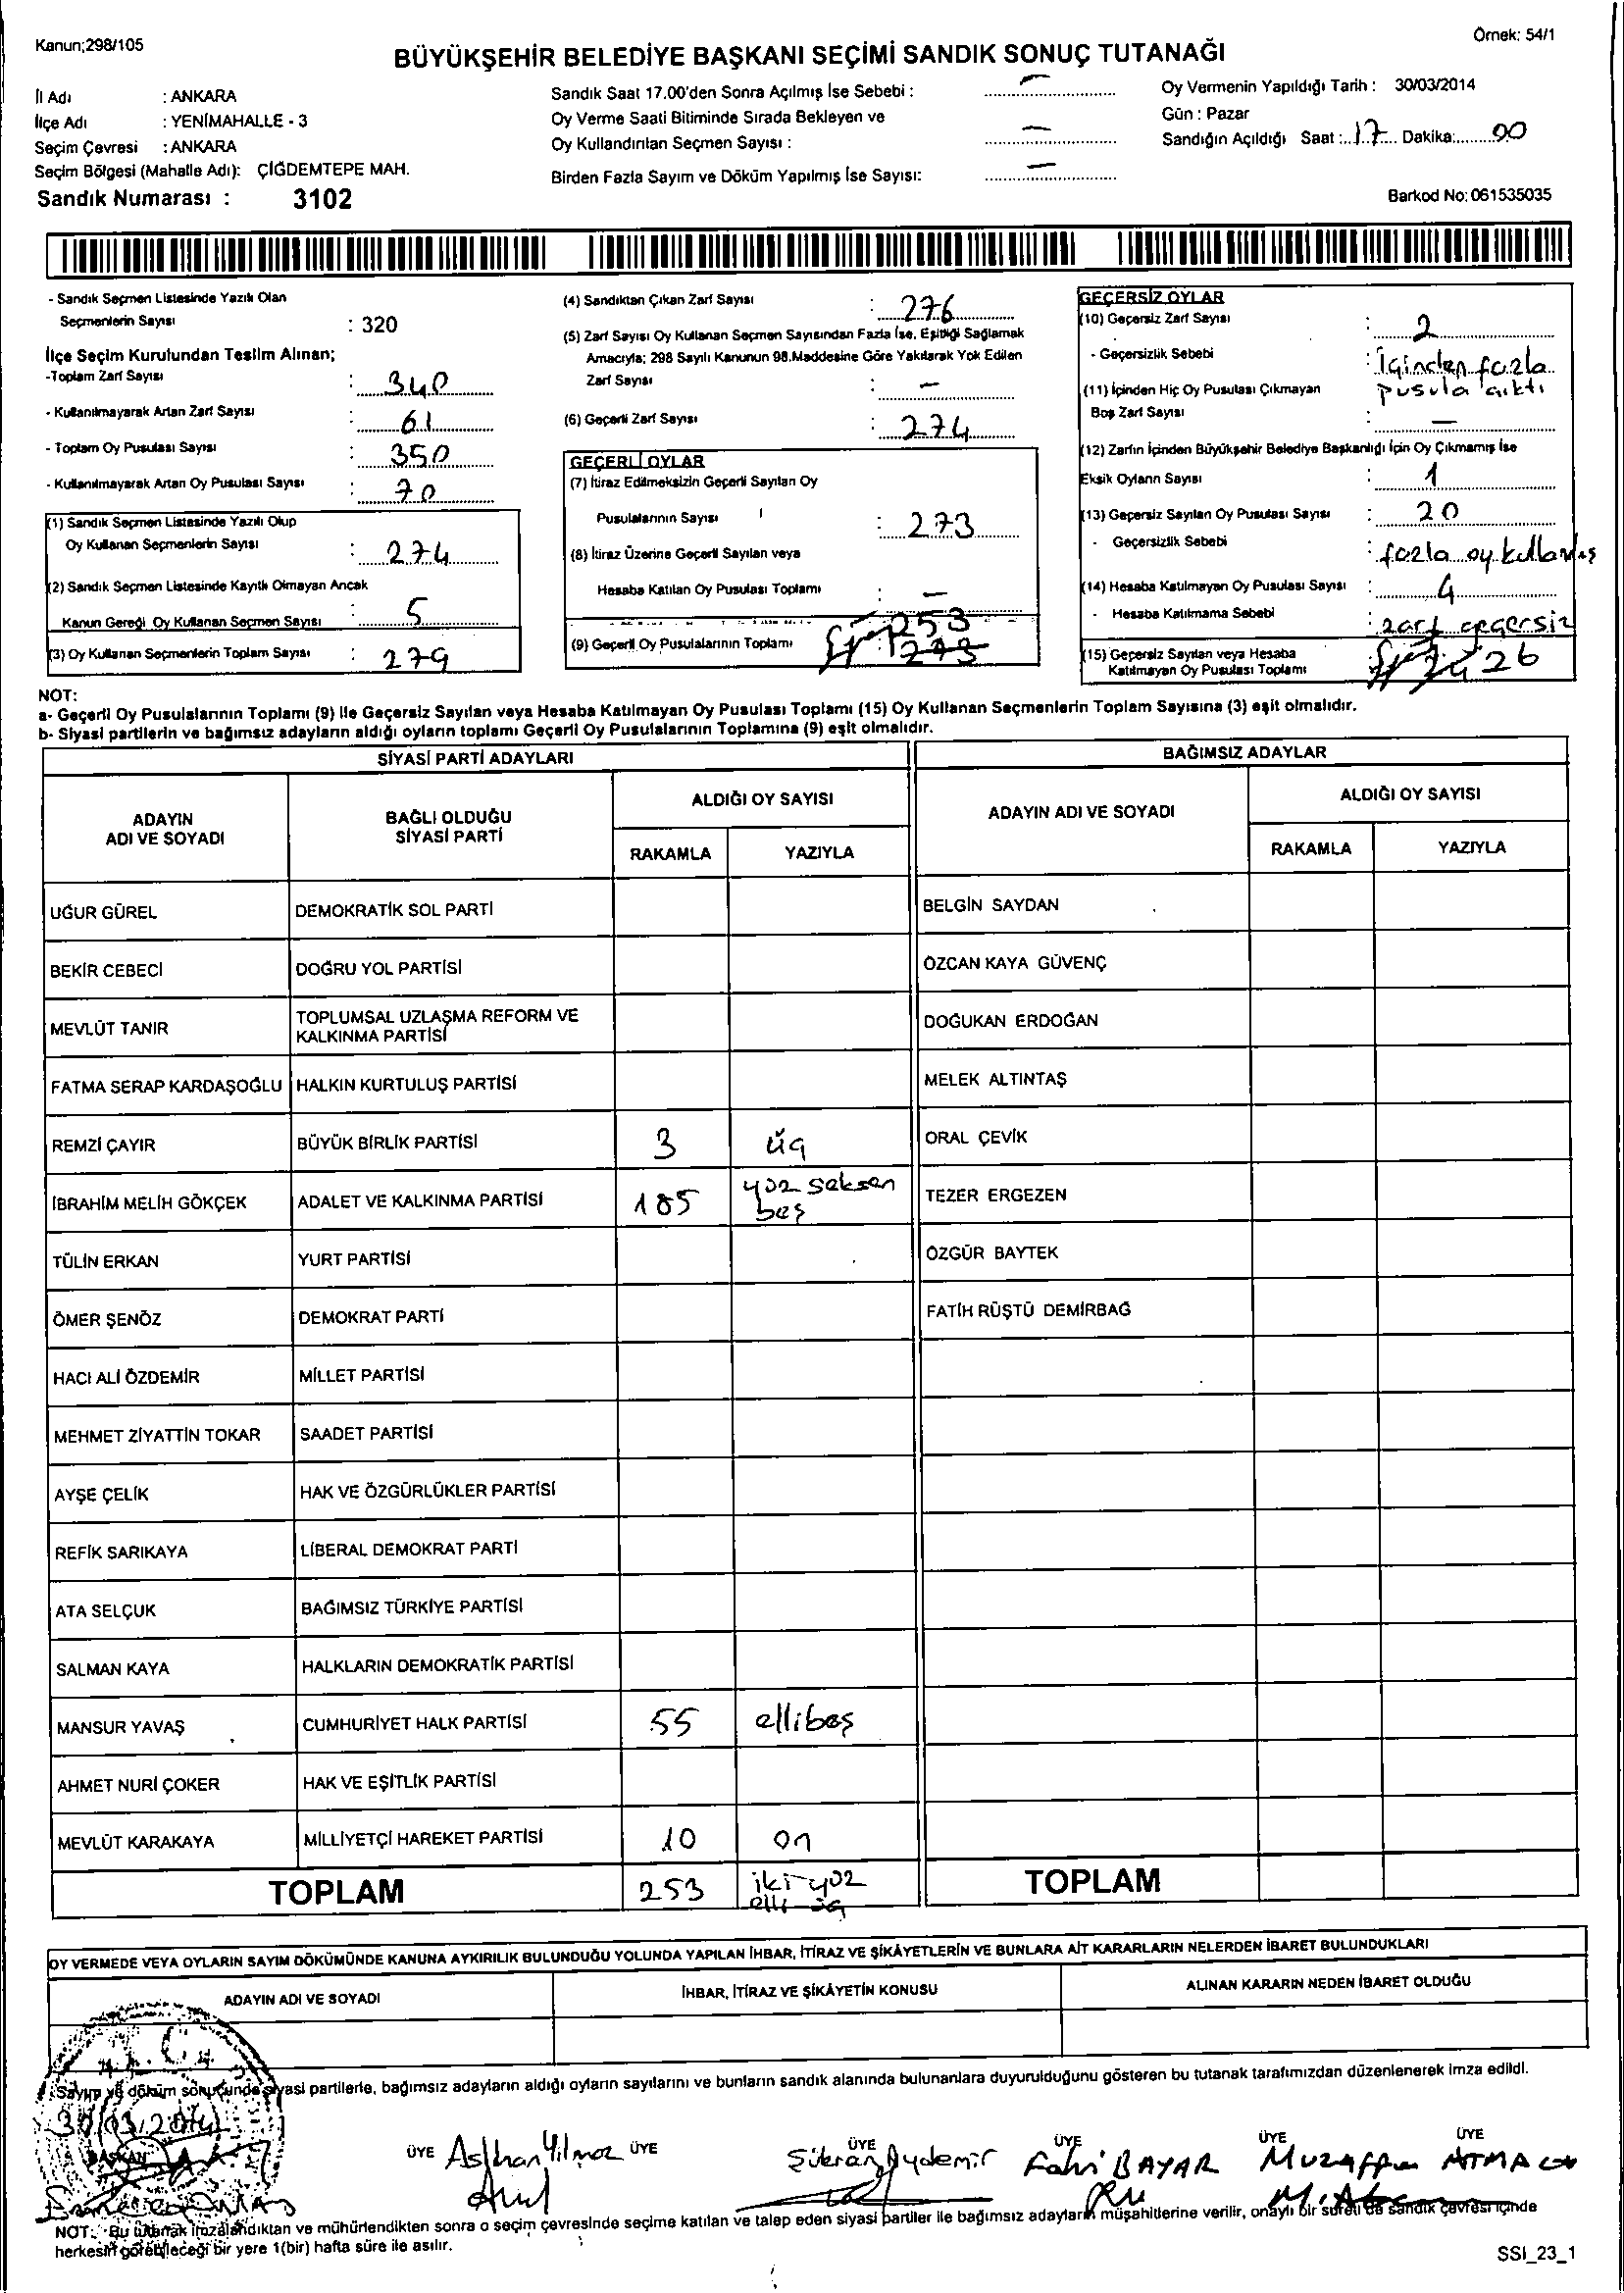 Kanun;298/105
Örnek: 54/1
BÜYÜKŞEHİR BELEDİYE BAŞKANI SEÇİMİ SANDIK SONUÇ TUTANAĞI
İl Adı : ANKARA
İlçe Adı : YENİMAHALLE - 3
Seçim Çevresi : ANKARA
Seçim Bölgesi (Mahalle Adı): ÇİĞDEMTEPE MAH.
Sandık Numarası : 3102
Sandık Saat 17.00'den Sonra Açılmış İse Sebebi : —
Oy Verme Saati Bitiminde Sırada Bekleyen ve
Oy Kullandırılan Seçmen Sayısı : —
Birden Fazla Sayım ve Döküm Yapılmış İse Sayısı: —
Oy Vermenin Yapıldığı Tarih : 30/03/2014
Gün : Pazar
Sandığın Açıldığı Saat : 17 Dakika: 00
Barkod No: 061535035
- Sandık Seçmen Listesinde Yazılı Olan
Seçmenlerin Sayısı : 320
İlçe Seçim Kurulundan Teslim Alınan;
-Toplam Zarf Sayısı : 340
- Kullanılmayarak Artan Zarf Sayısı : 61
- Toplam Oy Pusulası Sayısı : 350
- Kullanılmayarak Artan Oy Pusulası Sayısı : 70
(1) Sandık Seçmen Listesinde Yazılı Olup
Oy Kullanan Seçmenlerin Sayısı : 274
(2) Sandık Seçmen Listesinde Kayıtlı Olmayan Ancak
Kanun Gereği Oy Kullanan Seçmen Sayısı : 5
(3) Oy Kullanan Seçmenlerin Toplam Sayısı : 279
(4) Sandıktan Çıkan Zarf Sayısı : 276
(5) Zarf Sayısı Oy Kullanan Seçmen Sayısından Fazla İse, Eşitliği Sağlamak
Amacıyla; 298 Sayılı Kanunun 98.Maddesine Göre Yakılarak Yok Edilen
Zarf Sayısı : —
(6) Geçerli Zarf Sayısı : 274
GEÇERLİ OYLAR
(7) İtiraz Edilmeksizin Geçerli Sayılan Oy
Pusulalarının Sayısı : 273
(8) İtiraz Üzerine Geçerli Sayılan veya
Hesaba Katılan Oy Pusulası Toplamı : —
253
(9) Geçerli Oy Pusulalarının Toplamı : 273
GEÇERSİZ OYLAR
(10) Geçersiz Zarf Sayısı : 2
- Geçersizlik Sebebi : içinden fazla
pusula çıktı
(11) İçinden Hiç Oy Pusulası Çıkmayan
Boş Zarf Sayısı : —
(12) Zarfın İçinden Büyükşehir Belediye Başkanlığı İçin Oy Çıkmamış İse
Eksik Oyların Sayısı : 1
(13) Geçersiz Sayılan Oy Pusulası Sayısı : 20
- Geçersizlik Sebebi : fazla oy
(14) Hesaba Katılmayan Oy Pusulası Sayısı : 4
- Hesaba Katılmama Sebebi : zarf geçersiz
(15) Geçersiz Sayılan veya Hesaba
Katılmayan Oy Pusulası Toplamı : 26
NOT:
a- Geçerli Oy Pusulalarının Toplamı (9) ile Geçersiz Sayılan veya Hesaba Katılmayan Oy Pusulası Toplamı (15) Oy Kullanan Seçmenlerin Toplam Sayısına (3) eşit olmalıdır.
b- Siyasi partilerin ve bağımsız adayların aldığı oyların toplamı Geçerli Oy Pusulalarının Toplamına (9) eşit olmalıdır.
SİYASİ PARTİ ADAYLARI
BAĞIMSIZ ADAYLAR
ADAYIN
ADI VE SOYADI
BAĞLI OLDUĞU
SİYASİ PARTİ
ALDIĞI OY SAYISI
RAKAMLA YAZIYLA
ADAYIN ADI VE SOYADI
ALDIĞI OY SAYISI
RAKAMLA YAZIYLA
UĞUR GÜREL DEMOKRATİK SOL PARTİ BELGİN SAYDAN
BEKİR CEBECİ DOĞRU YOL PARTİSİ ÖZCAN KAYA GÜVENÇ
MEVLÜT TANIR TOPLUMSAL UZLAŞMA REFORM VE
KALKINMA PARTİSİ DOĞUKAN ERDOĞAN
FATMA SERAP KARDAŞOĞLU HALKIN KURTULUŞ PARTİSİ MELEK ALTINTAŞ
REMZİ ÇAYIR BÜYÜK BİRLİK PARTİSİ 3 üç ORAL ÇEVİK
İBRAHİM MELİH GÖKÇEK ADALET VE KALKINMA PARTİSİ 185 yüz seksen
beş TEZER ERGEZEN
TÜLİN ERKAN YURT PARTİSİ ÖZGÜR BAYTEK
ÖMER ŞENÖZ DEMOKRAT PARTİ FATİH RÜŞTÜ DEMİRBAĞ
HACI ALİ ÖZDEMİR MİLLET PARTİSİ
MEHMET ZİYATTİN TOKAR SAADET PARTİSİ
AYŞE ÇELİK HAK VE ÖZGÜRLÜKLER PARTİSİ
REFİK SARIKAYA LİBERAL DEMOKRAT PARTİ
ATA SELÇUK BAĞIMSIZ TÜRKİYE PARTİSİ
SALMAN KAYA HALKLARIN DEMOKRATİK PARTİSİ
MANSUR YAVAŞ CUMHURİYET HALK PARTİSİ 55 ellibeş
AHMET NURİ ÇOKER HAK VE EŞİTLİK PARTİSİ
MEVLÜT KARAKAYA MİLLİYETÇİ HAREKET PARTİSİ 10 on
TOPLAM 253 iki yüz
elli üç TOPLAM
OY VERMEDE VEYA OYLARIN SAYIM DÖKÜMÜNDE KANUNA AYKIRILIK BULUNDUĞU YOLUNDA YAPILAN İHBAR, İTİRAZ VE ŞİKÂYETLERİN VE BUNLARA AİT KARARLARIN NELERDEN İBARET BULUNDUKLARI
ADAYIN ADI VE SOYADI İHBAR, İTİRAZ VE ŞİKÂYETİN KONUSU ALINAN KARARIN NEDEN İBARET OLDUĞU
Sayım ve döküm sonucunda siyasi partilerle, bağımsız adayların aldığı oyların sayılarını ve bunların sandık alanında bulunanlara duyurulduğunu gösteren bu tutanak tarafımızdan düzenlenerek imza edildi.
30/03/2014
BAŞKAN ÜYE Aslıhan Yılmaz ÜYE ÜYE Şükran Aydemir ÜYE Fahri BAYAR ÜYE Muzaffer ATMACA ÜYE
NOT: Bu tutanak imzalandıktan ve mühürlendikten sonra o seçim çevresinde seçime katılan ve talep eden siyasi partiler ile bağımsız adayların müşahitlerine verilir, onaylı bir sureti de sandık çevresi içinde
herkesin görebileceği bir yere 1(bir) hafta süre ile asılır.
SSI_23_1